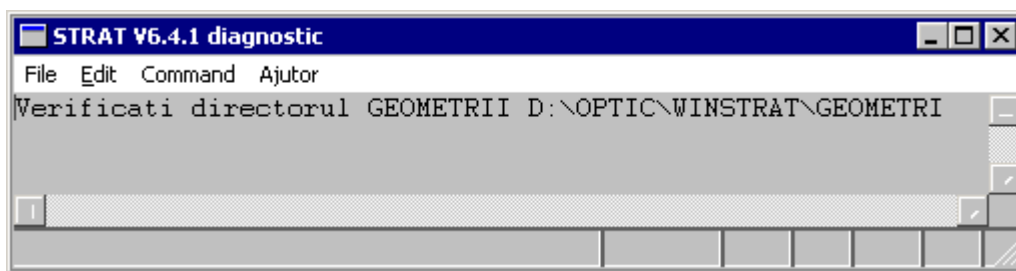 STRAT V6.4.1 diagnostic
File Edit Command Ajutor
Verificati directorul GEOMETRII D:\OPTIC\WINSTRAT\GEOMETRI